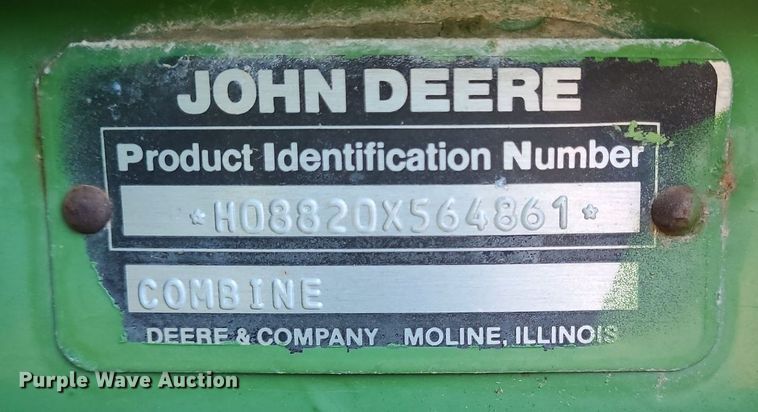 JOHN DEERE
Product Identification Number
*H08820X564861*
COMBINE
DEERE & COMPANY MOLINE, ILLINOIS
Purple Wave Auction